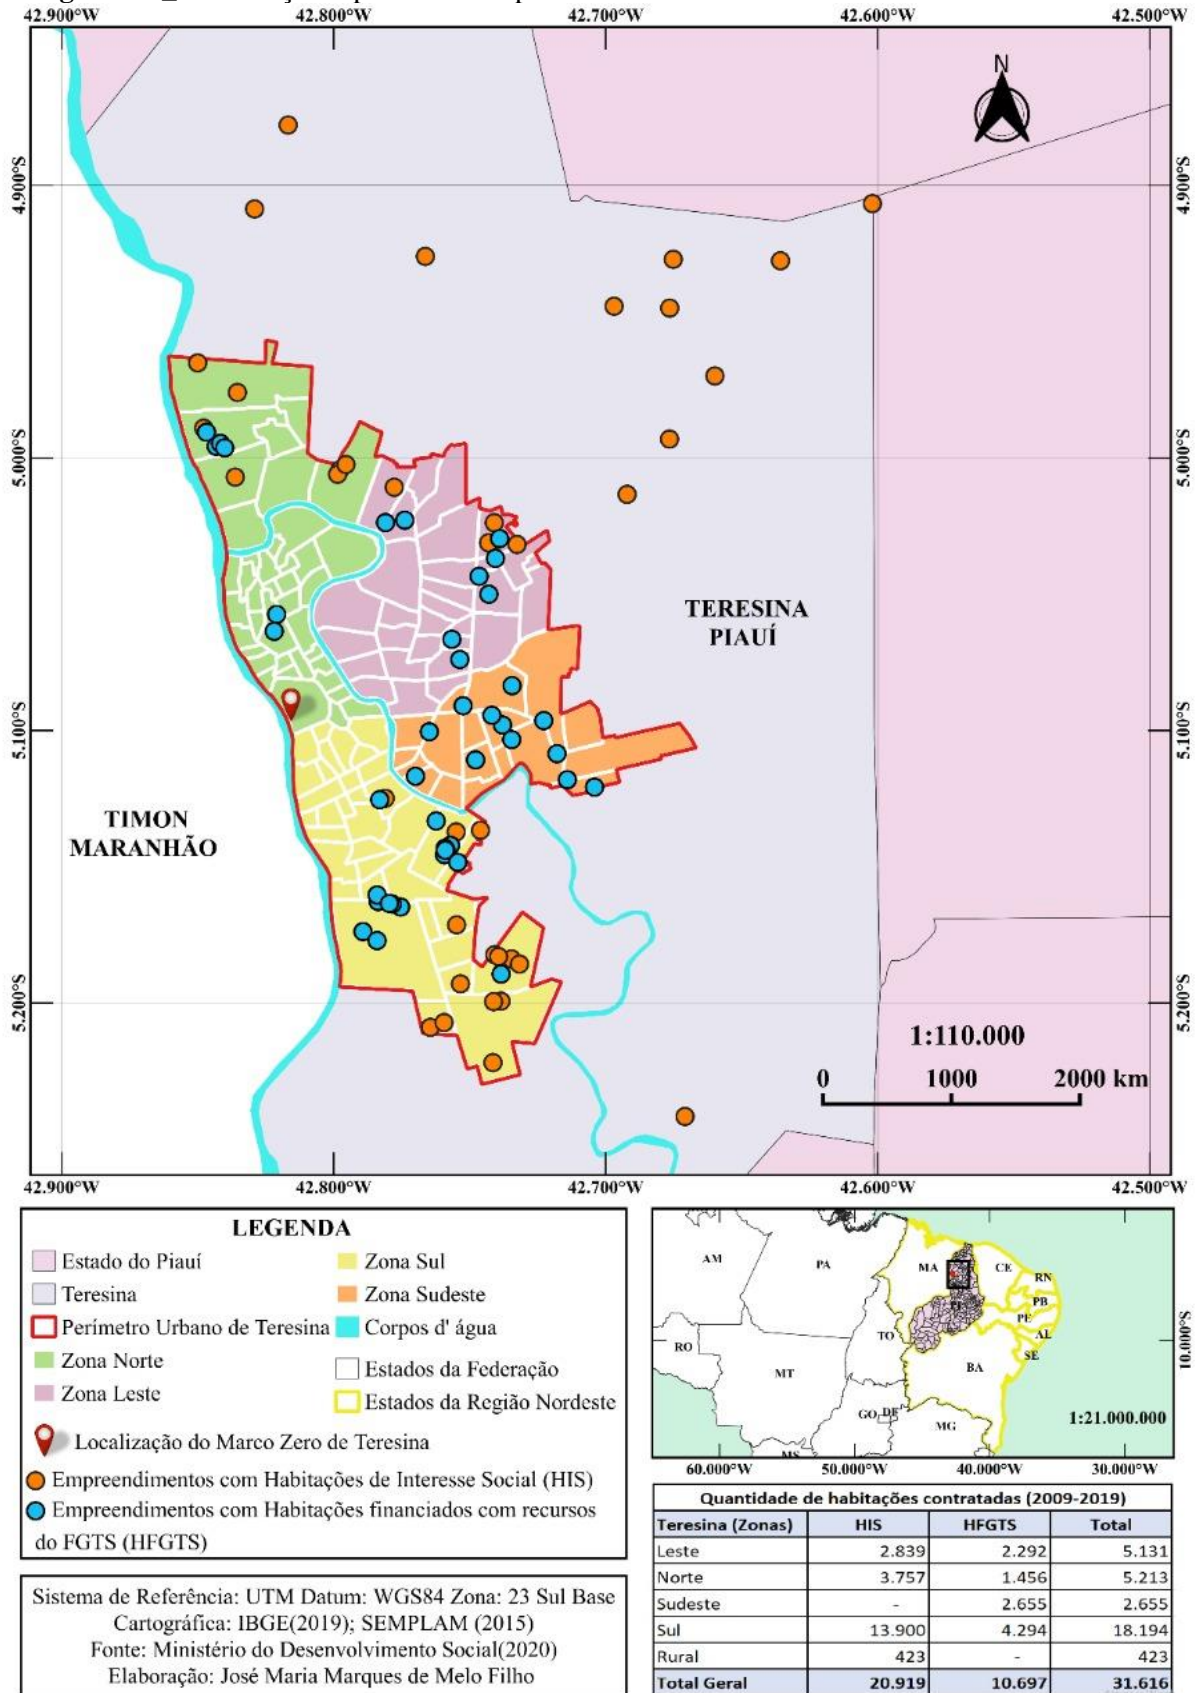 42.900°W 42.800°W 42.700°W 42.600°W 42.500°W
N
4.900°S 4.900°S
5.000°S 5.000°S
TERESINA
PIAUÍ
5.100°S 5.100°S
TIMON
MARANHÃO
5.200°S 5.200°S
1:110.000
0 1000 2000 km
42.900°W 42.800°W 42.700°W 42.600°W 42.500°W
LEGENDA
Estado do Piauí
Teresina
Perímetro Urbano de Teresina
Zona Norte
Zona Leste
Zona Sul
Zona Sudeste
Corpos d' água
Estados da Federação
Estados da Região Nordeste
Localização do Marco Zero de Teresina
Empreendimentos com Habitações de Interesse Social (HIS)
Empreendimentos com Habitações financiados com recursos
do FGTS (HFGTS)
Sistema de Referência: UTM Datum: WGS84 Zona: 23 Sul Base
Cartográfica: IBGE(2019); SEMPLAM (2015)
Fonte: Ministério do Desenvolvimento Social(2020)
Elaboração: José Maria Marques de Melo Filho
AM PA MA CE
RN
PB
PE
AL
TO
SE
RO
BA
MT
GO DF
MG
MS
10.000°S
1:21.000.000
60.000°W 50.000°W 40.000°W 30.000°W
Quantidade de habitações contratadas (2009-2019)
Teresina (Zonas) HIS HFGTS Total
Leste 2.839 2.292 5.131
Norte 3.757 1.456 5.213
Sudeste - 2.655 2.655
Sul 13.900 4.294 18.194
Rural 423 - 423
Total Geral 20.919 10.697 31.616